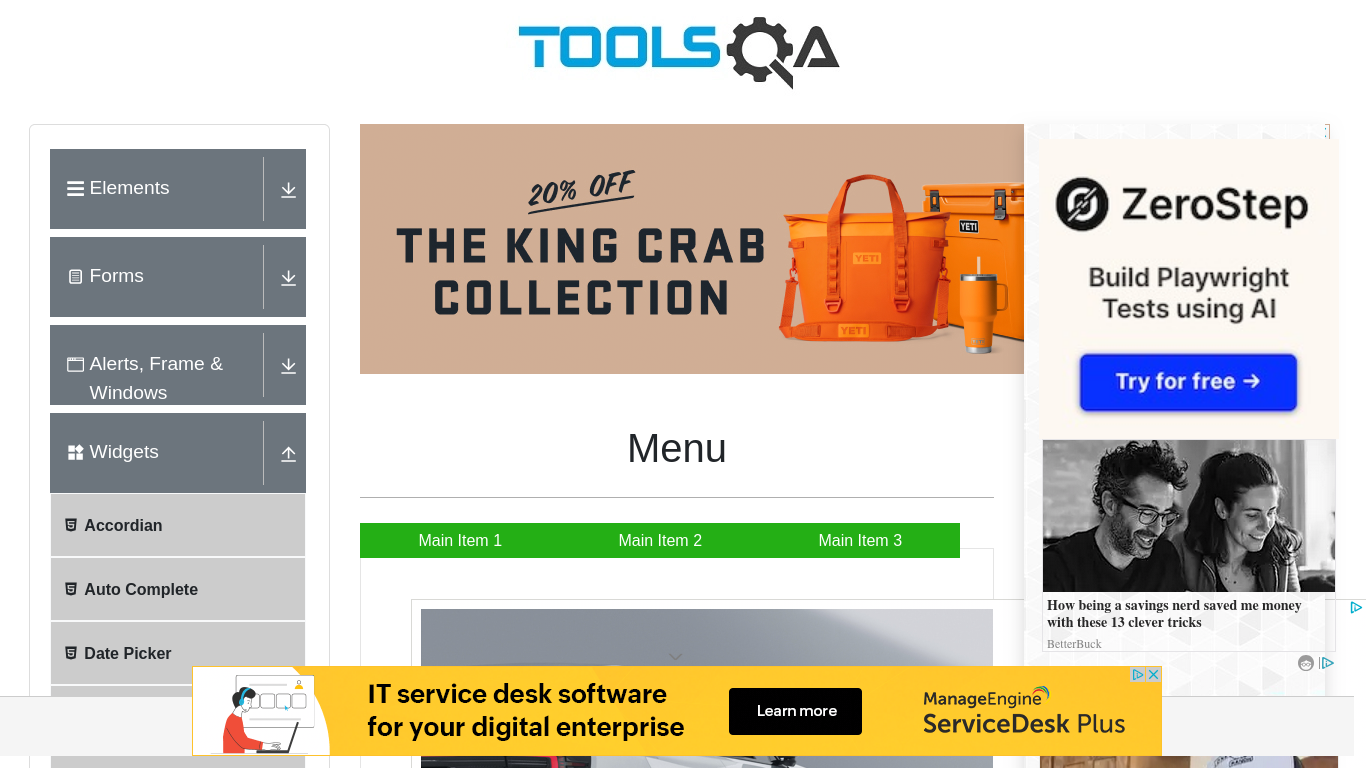 TOOLSQA
Elements
Forms
Alerts, Frame &
Windows
Widgets
Accordian
Auto Complete
Date Picker
20% OFF
THE KING CRAB
COLLECTION
YETI
YETI
YETI
Menu
Main Item 1
Main Item 2
Main Item 3
ZeroStep
Build Playwright
Tests using AI
Try for free →
How being a savings nerd saved me money
with these 13 clever tricks
BetterBuck
IT service desk software
for your digital enterprise
Learn more
ManageEngine
ServiceDesk Plus